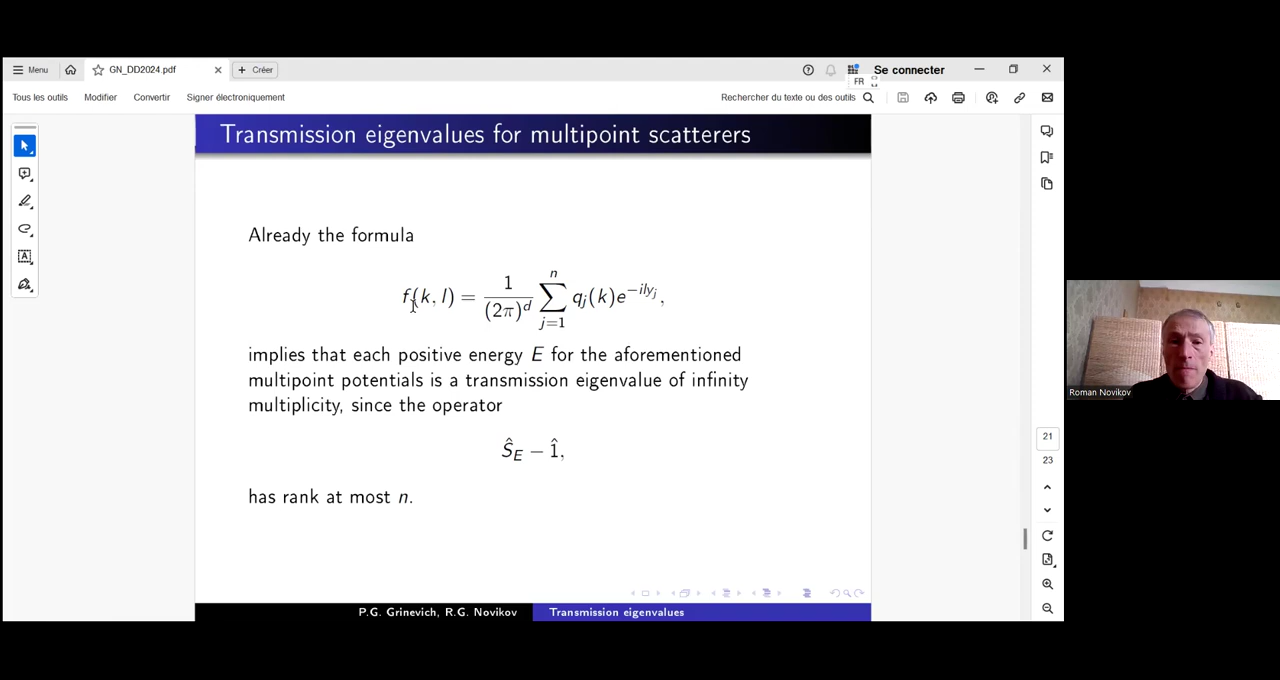 Menu
GN_DD2024.pdf
Créer
Se connecter
FR
Tous les outils
Modifier
Convertir
Signer électroniquement
Rechercher du texte ou des outils
Transmission eigenvalues for multipoint scatterers
Already the formula
f(k, l) = \frac{1}{(2π)^d} \sum_{j=1}^{n} q_j(k)e^{-ily_j},
implies that each positive energy E for the aforementioned
multipoint potentials is a transmission eigenvalue of infinity
multiplicity, since the operator
Ŝ_E − 1̂,
has rank at most n.
P.G. Grinevich, R.G. Novikov
Transmission eigenvalues
21
23
Roman Novikov